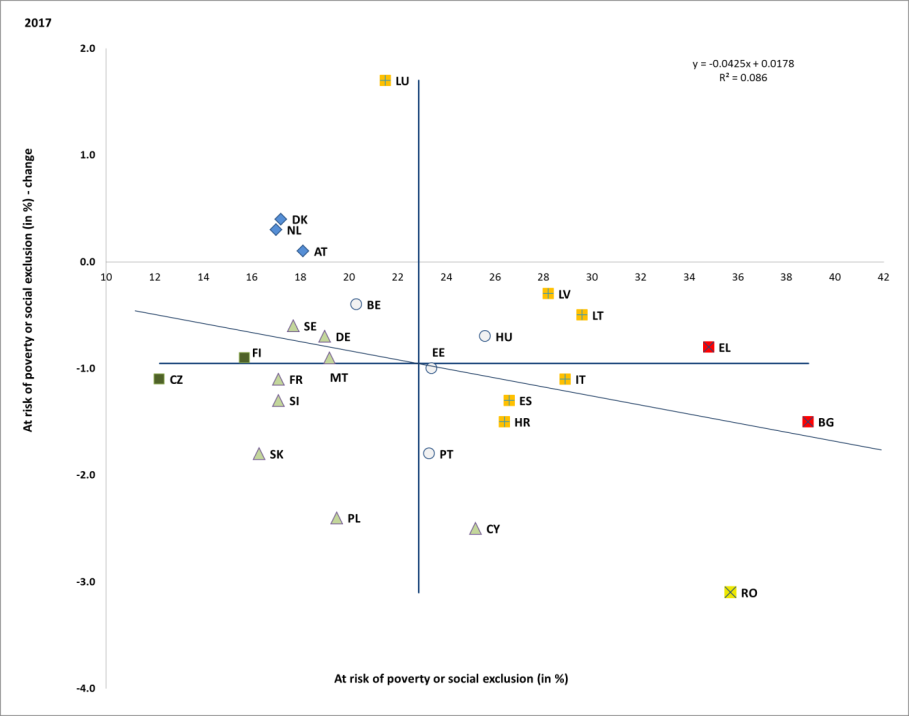 2017
2.0
LU
y = -0.0425x + 0.0178
R² = 0.086
1.0
DK
NL
AT
0.0
10 12 14 16 18 20 22 24 26 28 30 32 34 36 38 40 42
LV
BE
LT
SE
DE
HU
EL
FI
EE
-1.0
CZ
FR
MT
IT
SI
ES
HR
BG
SK
PT
-2.0
PL
CY
-3.0
RO
At risk of poverty or social exclusion (in %)
-4.0
At risk of poverty or social exclusion (in %) - change